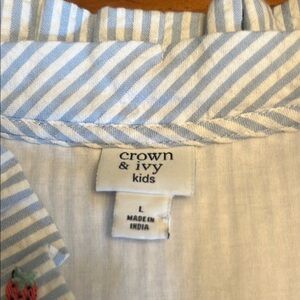 crown
& ivy
kids
L
MADE IN
INDIA